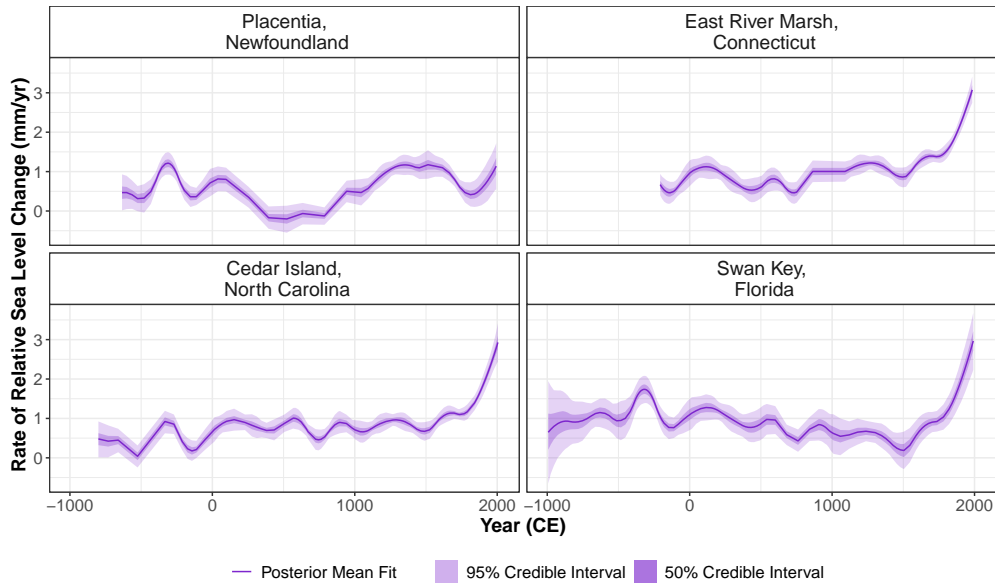 Placentia,
Newfoundland
East River Marsh,
Connecticut
Cedar Island,
North Carolina
Swan Key,
Florida
Rate of Relative Sea Level Change (mm/yr)
3
2
1
0
3
2
1
0
−1000 0 1000 2000 −1000 0 1000 2000
Year (CE)
Posterior Mean Fit 95% Credible Interval 50% Credible Interval